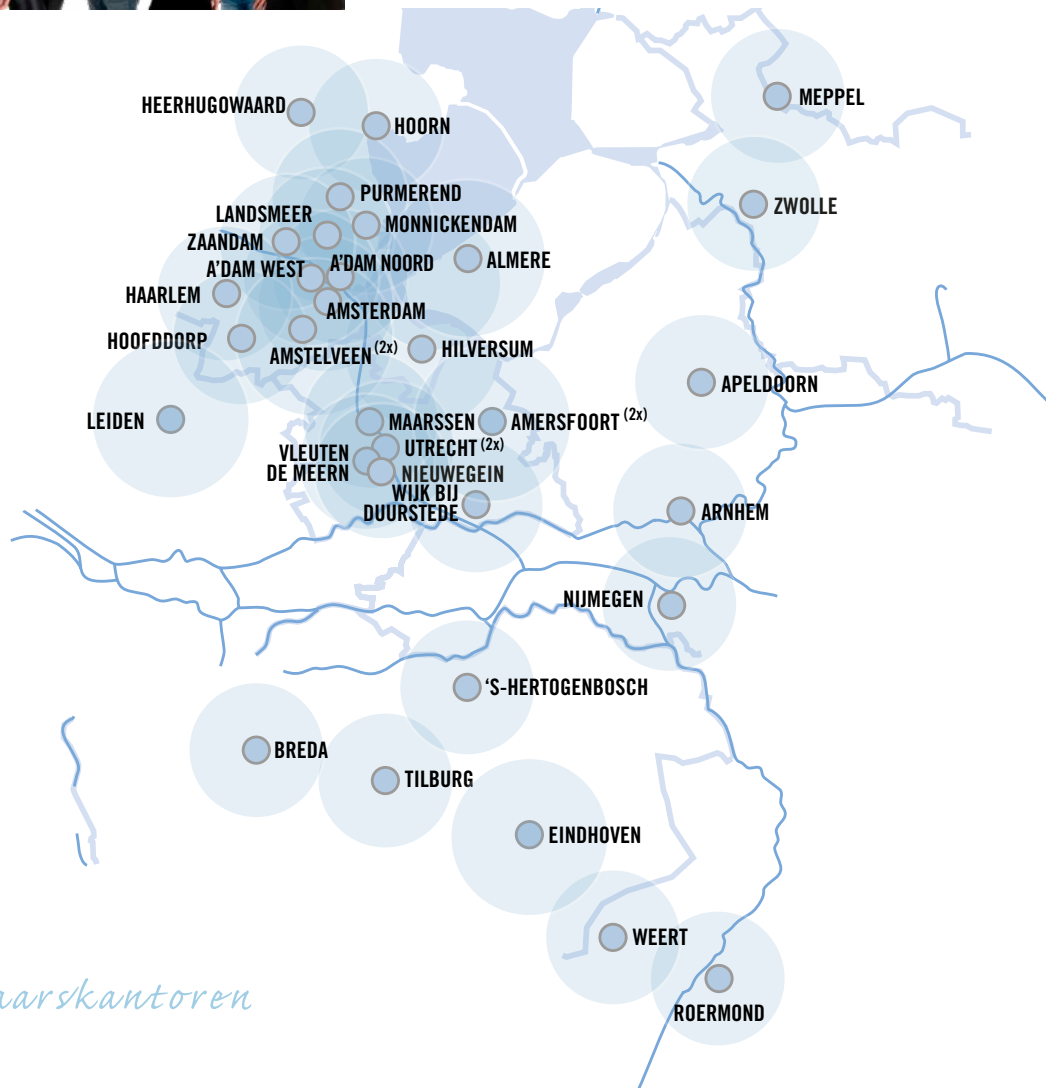 HEERHUGOWAARD
HOORN
MEPPEL
PURMEREND
ZWOLLE
LANDSMEER
MONNICKENDAM
ZAANDAM
A’DAM WEST
A’DAM NOORD
ALMERE
HAARLEM
AMSTERDAM
HOOFDDORP
AMSTELVEEN (2x)
HILVERSUM
APELDOORN
LEIDEN
MAARSSEN
AMERSFOORT (2x)
UTRECHT (2x)
VLEUTEN
DE MEERN
NIEUWEGEIN
WIJK BIJ
DUURSTEDE
ARNHEM
NIJMEGEN
‘S-HERTOGENBOSCH
BREDA
TILBURG
EINDHOVEN
WEERT
ROERMOND
aarskantoren